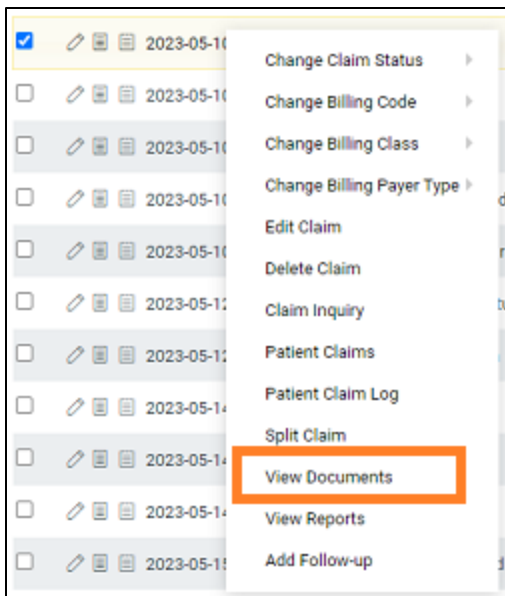 2023-05-10
Change Claim Status
2023-05-10
Change Billing Code
2023-05-10
Change Billing Class
2023-05-10
Change Billing Payer Type
Edit Claim
2023-05-10
Delete Claim
2023-05-12
Claim Inquiry
2023-05-12
Patient Claims
2023-05-14
Patient Claim Log
Split Claim
2023-05-14
View Documents
2023-05-14
View Reports
2023-05-15
Add Follow-up